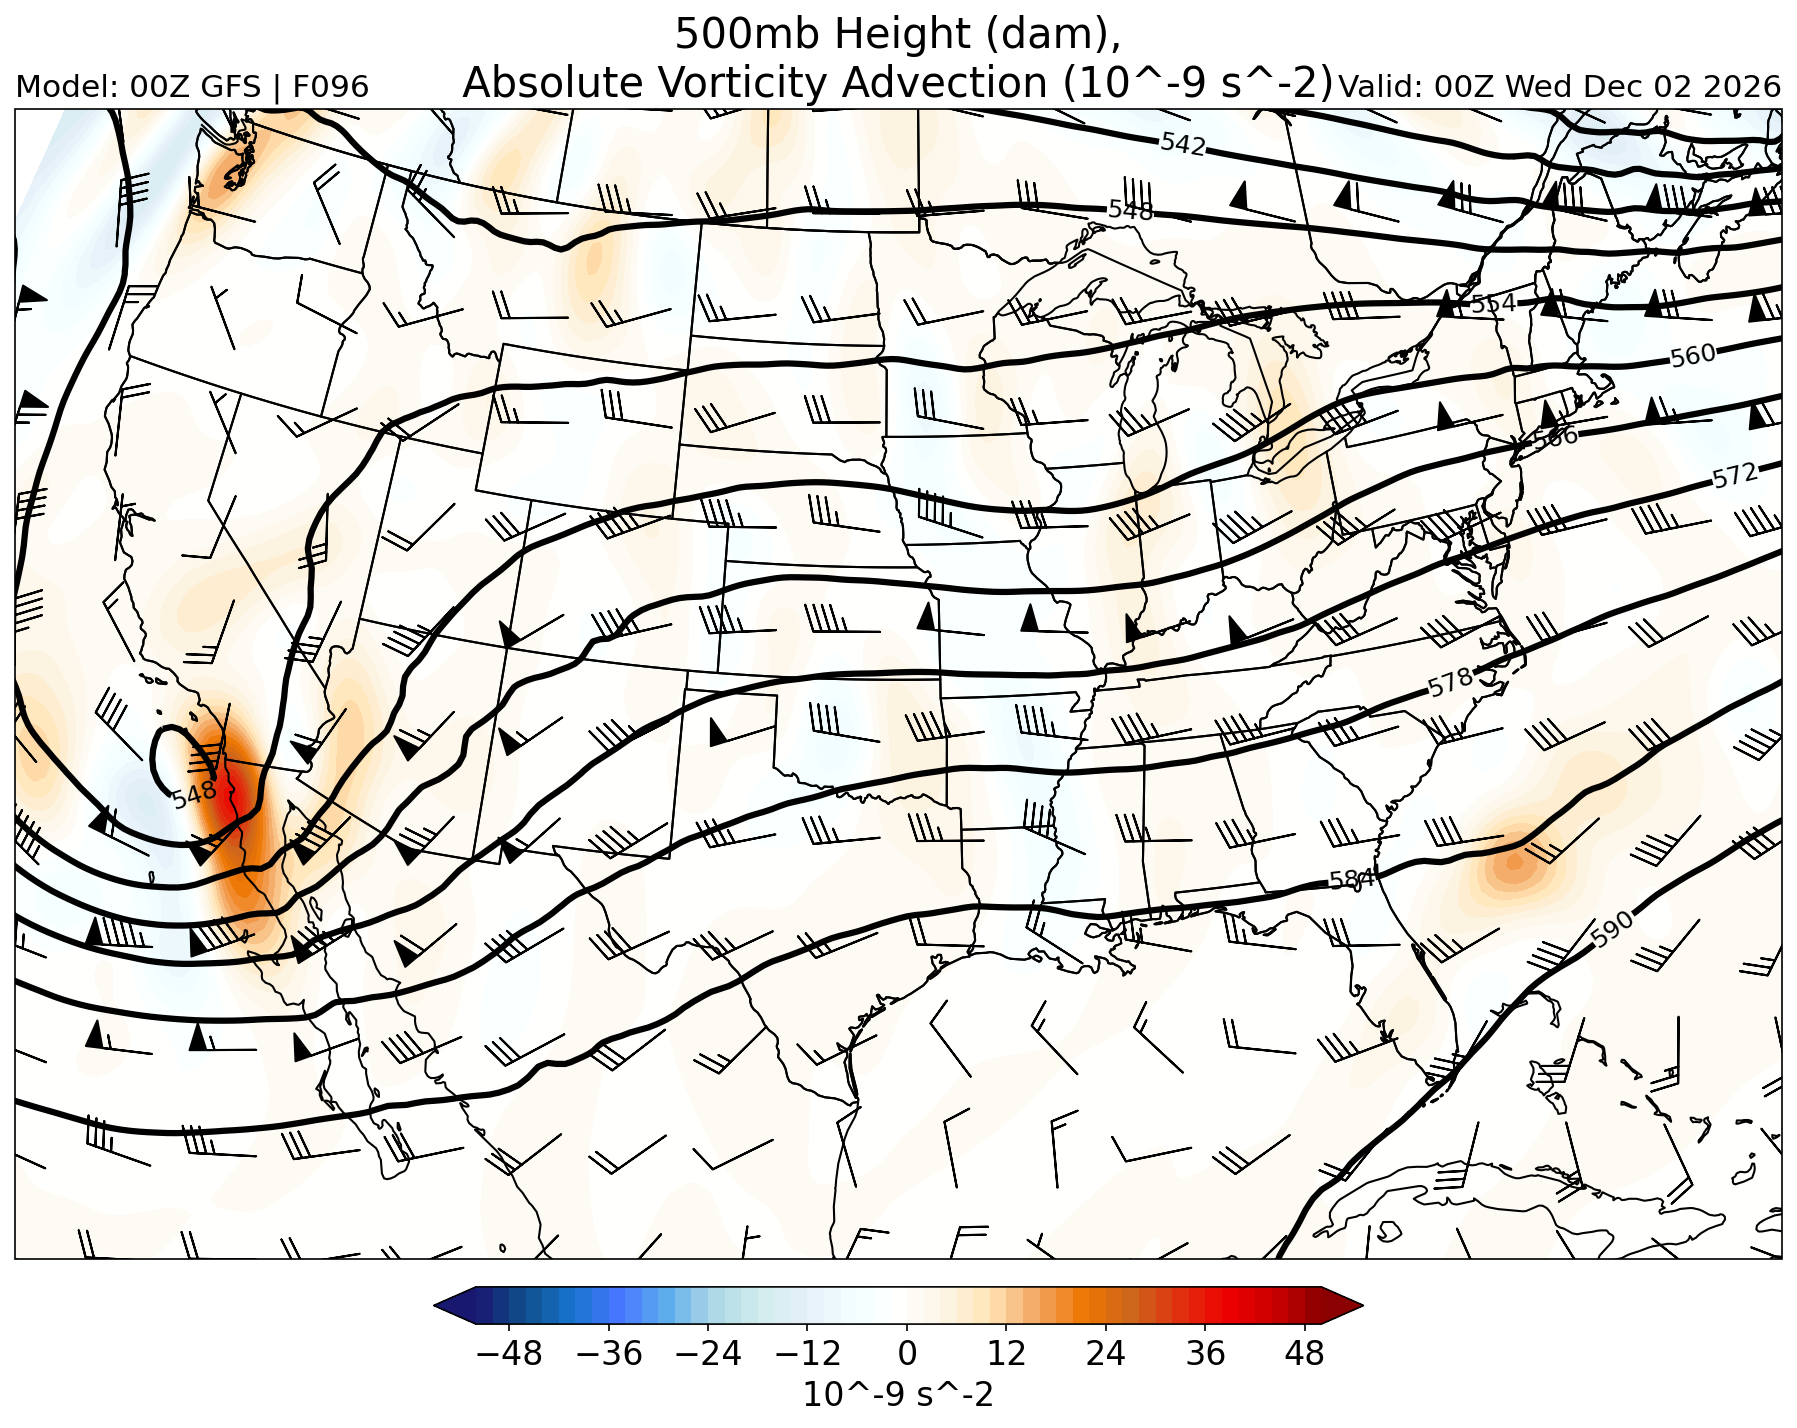 500mb Height (dam),
Model: 00Z GFS | F096
Absolute Vorticity Advection (10^-9 s^-2)
Valid: 00Z Wed Dec 02 2026
542
548
554
560
566
572
578
548
584
590
−48 −36 −24 −12 0 12 24 36 48
10^-9 s^-2